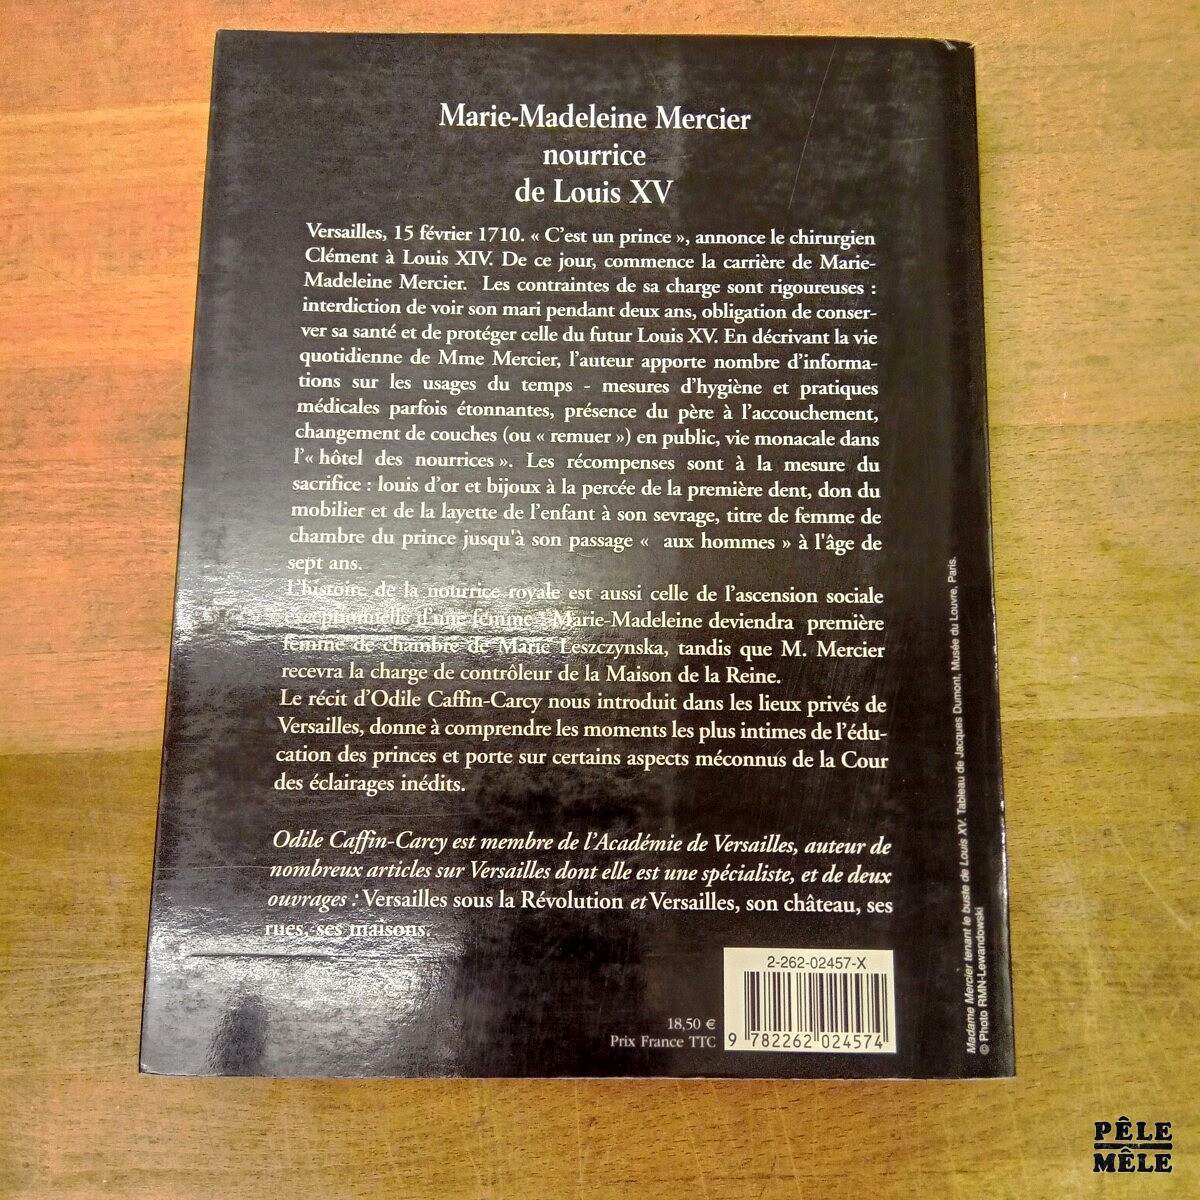 Marie-Madeleine Mercier
nourrice
de Louis XV
Versailles, 15 février 1710. « C'est un prince », annonce le chirurgien
Clément à Louis XIV. De ce jour, commence la carrière de Marie-
Madeleine Mercier. Les contraintes de sa charge sont rigoureuses :
interdiction de voir son mari pendant deux ans, obligation de conser-
ver sa santé et de protéger celle du futur Louis XV. En décrivant la vie
quotidienne de Mme Mercier, l'auteur apporte nombre d'informa-
tions sur les usages du temps - mesures d'hygiène et pratiques
médicales parfois étonnantes, présence du père à l'accouchement,
changement de couches (ou « remuer ») en public, vie monacale dans
l'« hôtel des nourrices ». Les récompenses sont à la mesure du
sacrifice : louis d'or et bijoux à la percée de la première dent, don du
mobilier et de la layette de l'enfant à son sevrage, titre de femme de
chambre du prince jusqu'à son passage « aux hommes » à l'âge de
sept ans.
L'histoire de la nourrice royale est aussi celle de l'ascension sociale
exceptionnelle d'une femme : Marie-Madeleine deviendra première
femme de chambre de Marie Leszczynska, tandis que M. Mercier
recevra la charge de contrôleur de la Maison de la Reine.
Le récit d'Odile Caffin-Carcy nous introduit dans les lieux privés de
Versailles, donne à comprendre les moments les plus intimes de l'édu-
cation des princes et porte sur certains aspects méconnus de la Cour
des éclairages inédits.
Odile Caffin-Carcy est membre de l'Académie de Versailles, auteur de
nombreux articles sur Versailles dont elle est une spécialiste, et de deux
ouvrages : Versailles sous la Révolution et Versailles, son château, ses
rues, ses maisons.
2-262-02457-X
18,50 €
Prix France TTC
9 782262 024574
Madame Mercier tenant le buste de Louis XV. Tableau de Jacques Dumont, Musée du Louvre, Paris.
© Photo RMN-Lewandowski
PÊLE
MÊLE